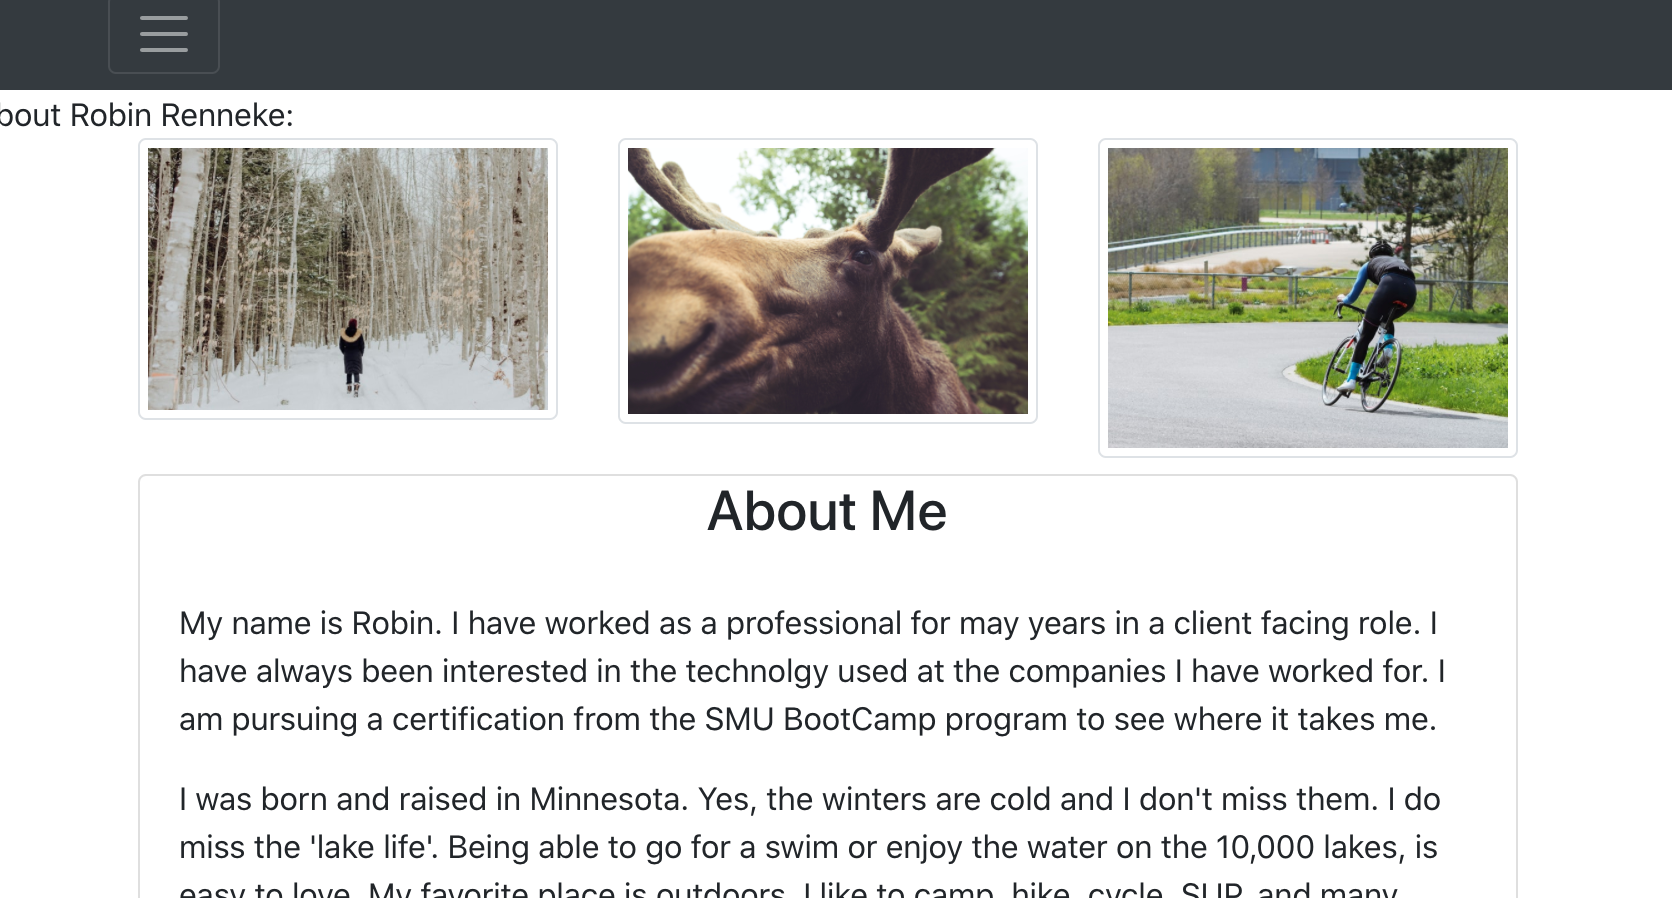 bout Robin Renneke:
About Me
My name is Robin. I have worked as a professional for may years in a client facing role. I
have always been interested in the technolgy used at the companies I have worked for. I
am pursuing a certification from the SMU BootCamp program to see where it takes me.
I was born and raised in Minnesota. Yes, the winters are cold and I don't miss them. I do
miss the 'lake life'. Being able to go for a swim or enjoy the water on the 10,000 lakes, is
easy to love. My favorite place is outdoors. I like to camp, hike, cycle, SUP, and many